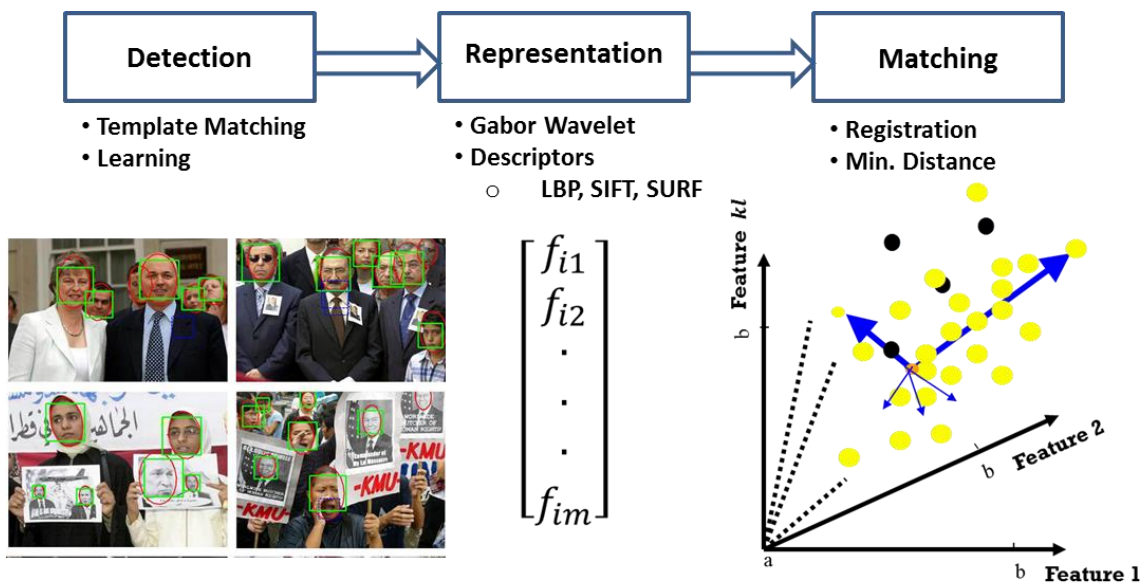 Detection
Representation
Matching
• Template Matching
• Learning
• Gabor Wavelet
• Descriptors
o LBP, SIFT, SURF
• Registration
• Min. Distance
f_{i1}
f_{i2}
.
.
.
f_{im}
Feature kl
b
Feature 2
b
a
b
Feature 1
الجماهير
-KMU-
-KMU-